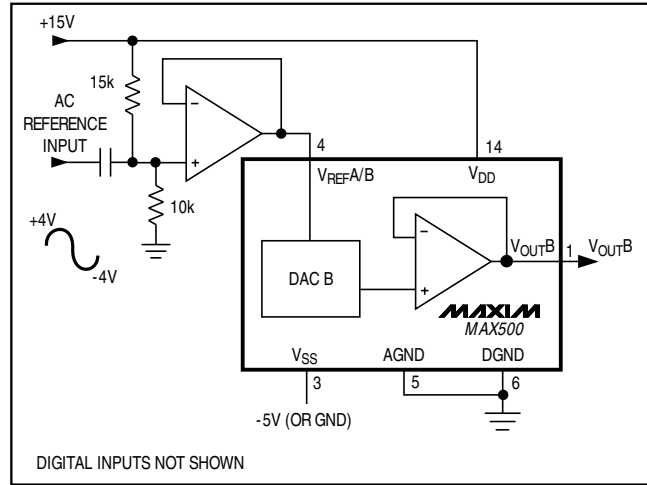 +15V
15k
AC
REFERENCE
INPUT
4
14
VREFA/B
VDD
10k
+4V
-4V
DAC B
VOUTB
1
VOUTB
MAXIM
MAX500
VSS
AGND
DGND
3
5
6
-5V (OR GND)
DIGITAL INPUTS NOT SHOWN
−
+
−
+